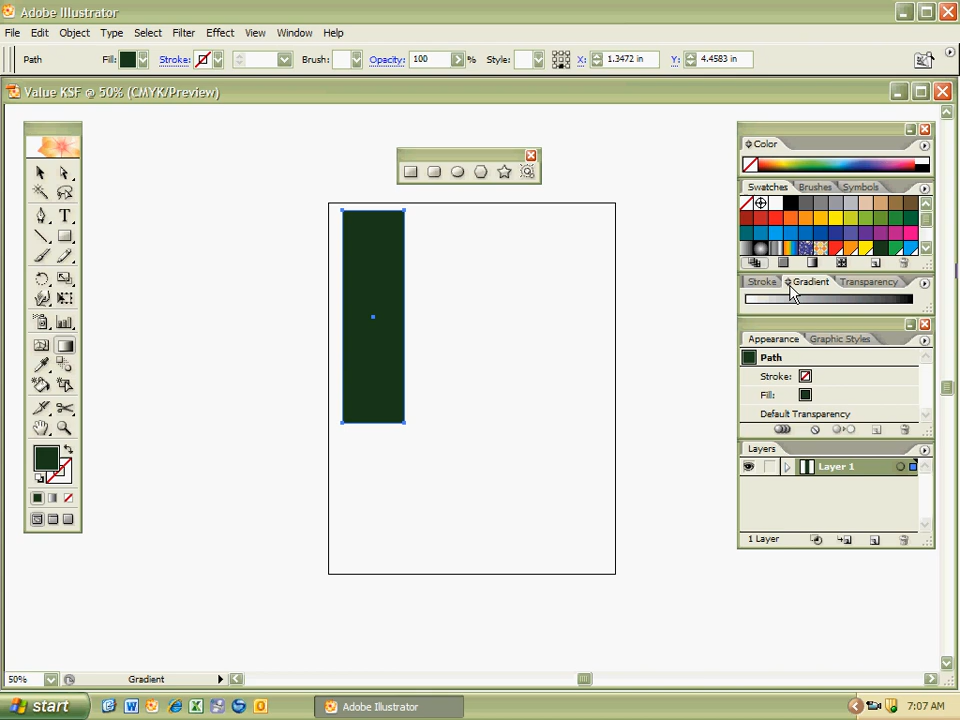 Adobe Illustrator
File Edit Object Type Select Filter Effect View Window Help
Path Fill: Stroke: Brush: Opacity: 100 % Style: X: 1.3472 in Y: 4.4583 in
Value KSF @ 50% (CMYK/Preview)
Color
Swatches Brushes Symbols
Stroke Gradient Transparency
Appearance Graphic Styles
Path
Stroke:
Fill:
Default Transparency
Layers
Layer 1
1 Layer
50% Gradient
start Adobe Illustrator 7:07 AM